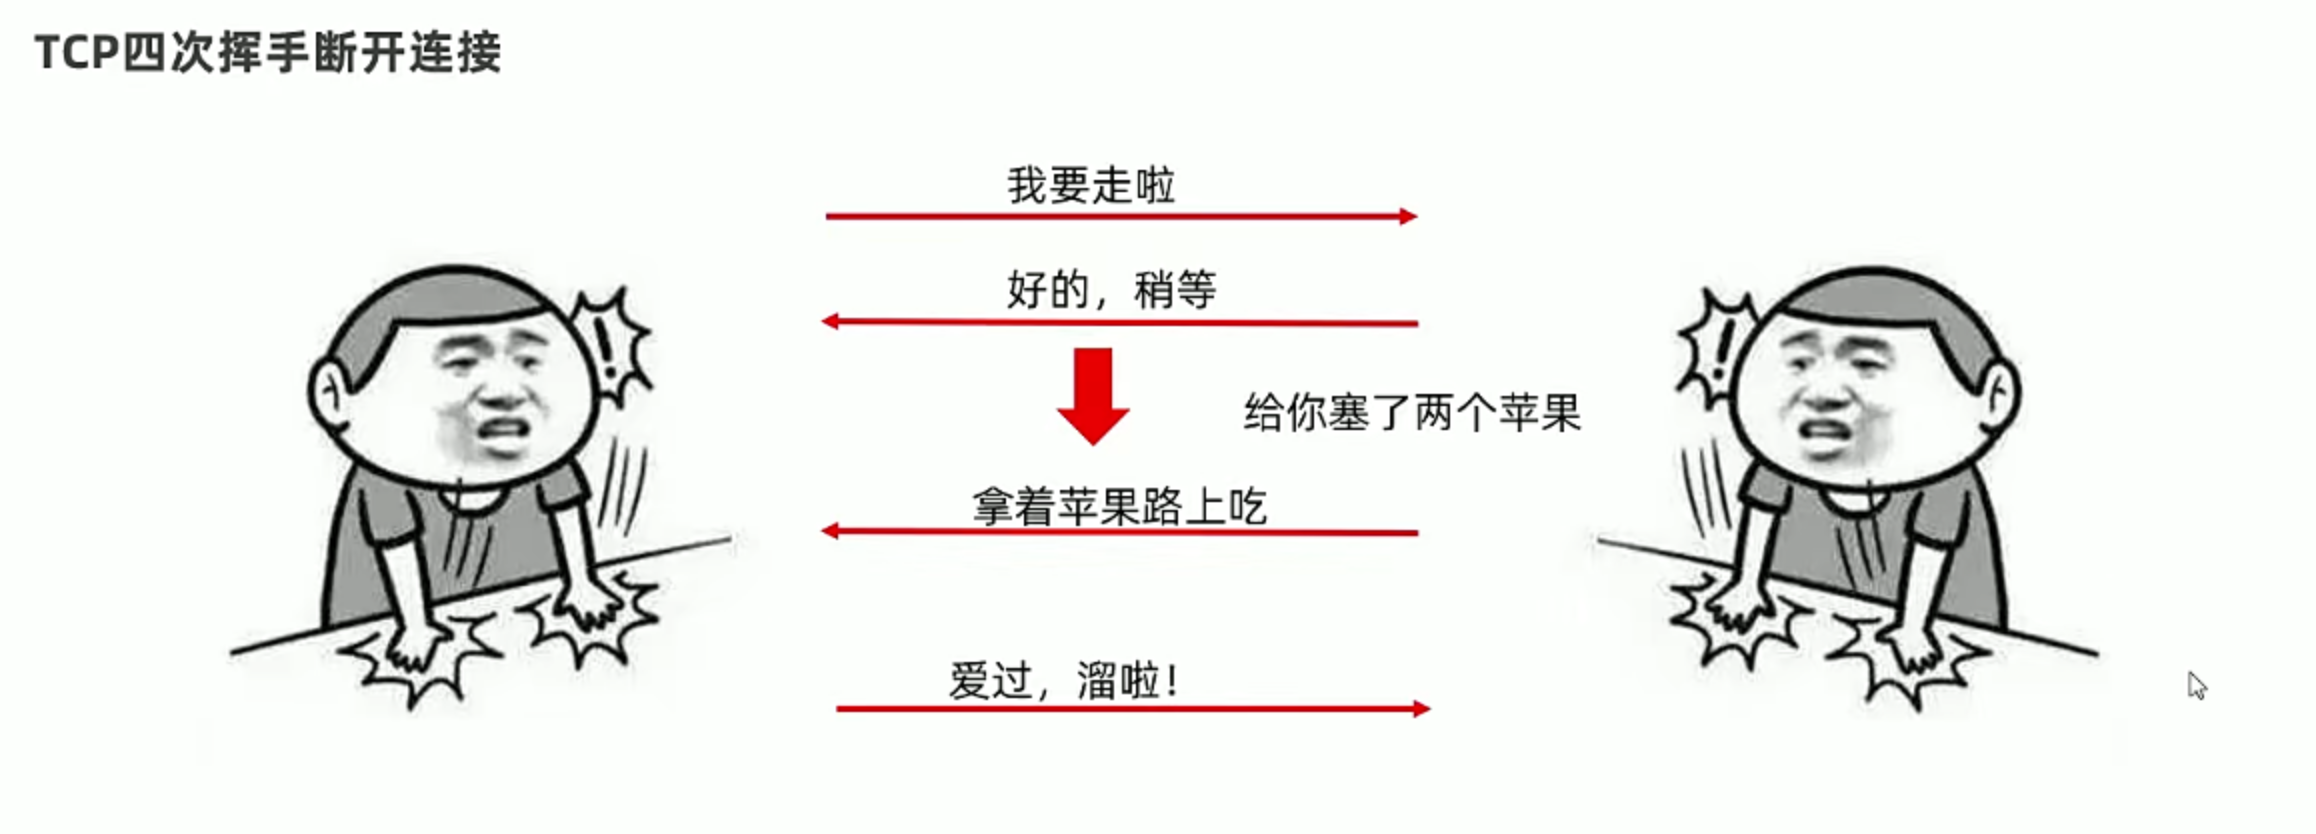 TCP四次挥手断开连接
我要走啦
好的，稍等
给你塞了两个苹果
拿着苹果路上吃
爱过，溜啦！